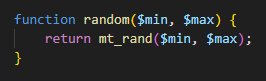 function random($min, $max) {
    return mt_rand($min, $max);
}